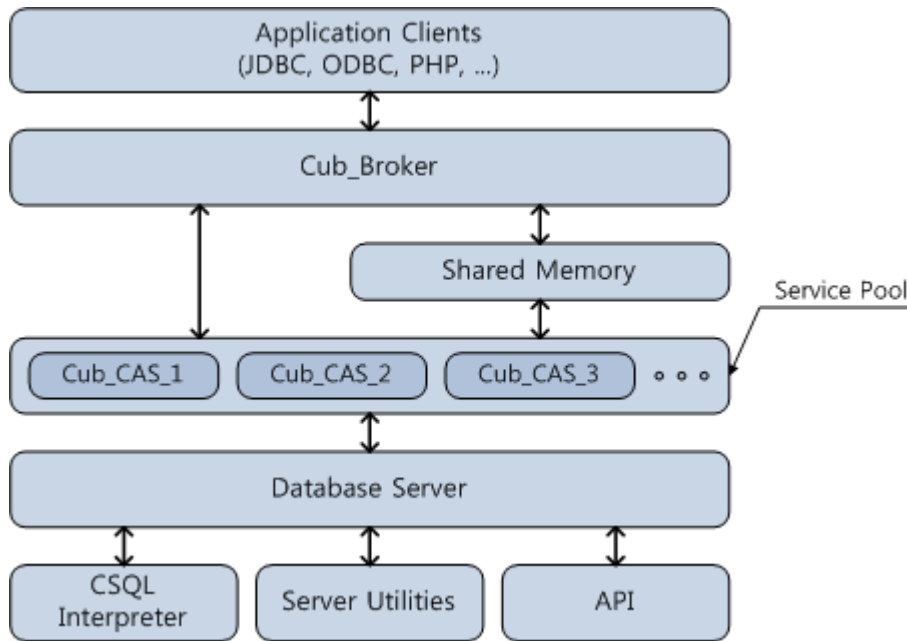 Application Clients
(JDBC, ODBC, PHP, ...)
Cub_Broker
Shared Memory
Service Pool
Cub_CAS_1
Cub_CAS_2
Cub_CAS_3
Database Server
CSQL
Interpreter
Server Utilities
API